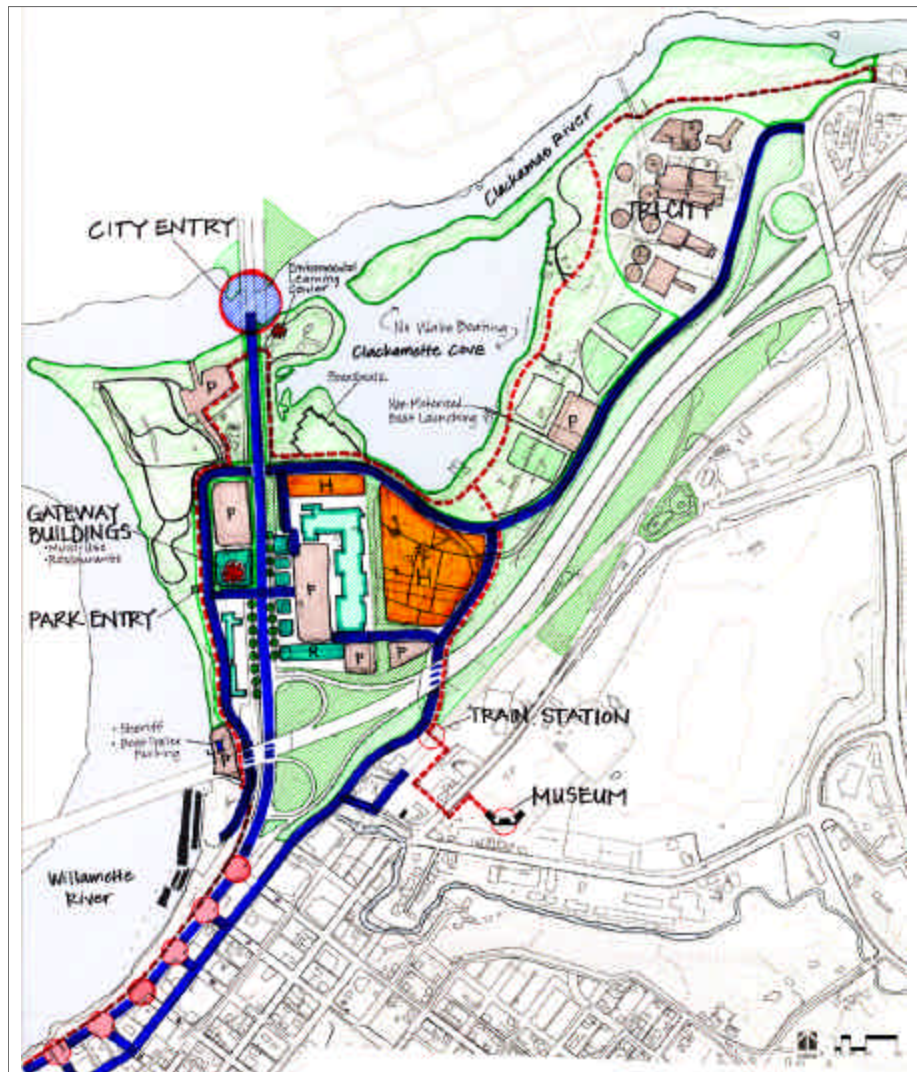 CITY ENTRY
Clackamas River
Environmental
Learning
Center
No Wake Boating
Clackamette Cove
Boardwalk
Non-Motorized
Boat Launching
TRI-CITY
P
P
H
P
GATEWAY
BUILDINGS
• Multi-Use
• Restaurants
P
H
PARK ENTRY
R
P
P
TRAIN STATION
• Sheriff
• Boat Trailer
Parking
P
MUSEUM
Willamette
River